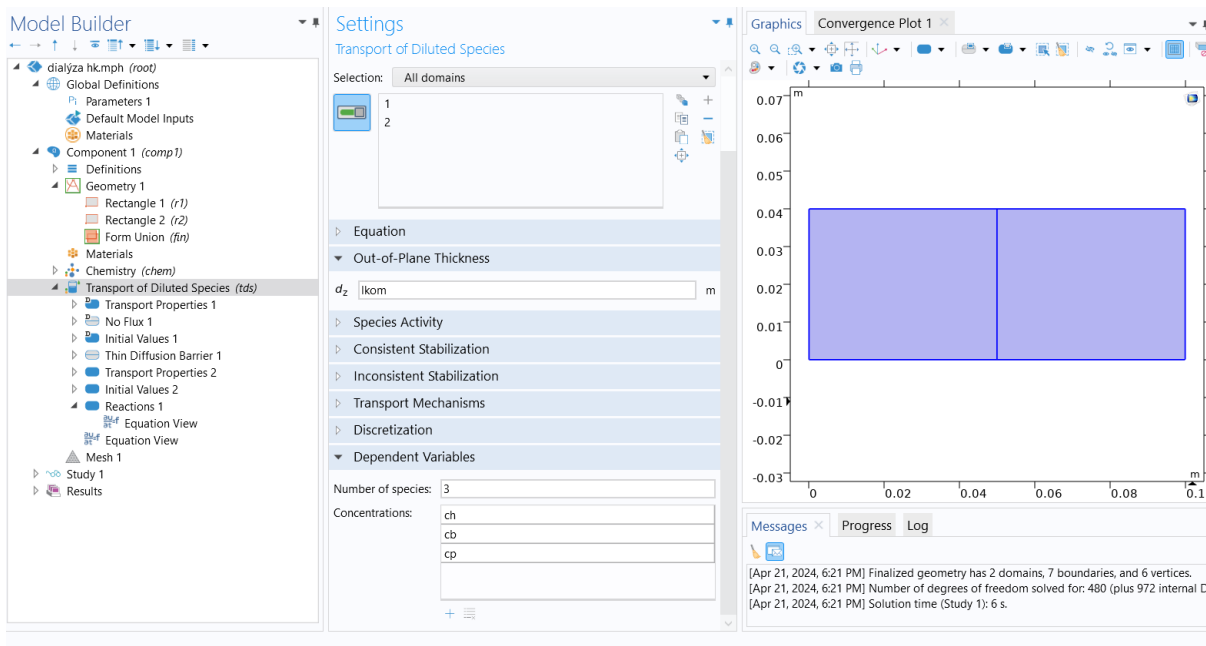 Model Builder
dialýza hk.mph (root)
Global Definitions
Pi Parameters 1
Default Model Inputs
Materials
Component 1 (comp1)
Definitions
Geometry 1
Rectangle 1 (r1)
Rectangle 2 (r2)
Form Union (fin)
Materials
Chemistry (chem)
Transport of Diluted Species (tds)
Transport Properties 1
No Flux 1
Initial Values 1
Thin Diffusion Barrier 1
Transport Properties 2
Initial Values 2
Reactions 1
Equation View
Equation View
Mesh 1
Study 1
Results
Settings
Transport of Diluted Species
Selection: All domains
1
2
Equation
Out-of-Plane Thickness
dz lkom m
Species Activity
Consistent Stabilization
Inconsistent Stabilization
Transport Mechanisms
Discretization
Dependent Variables
Number of species: 3
Concentrations: ch
cb
cp
Graphics Convergence Plot 1
m
0.07
0.06
0.05
0.04
0.03
0.02
0.01
0
-0.01
-0.02
-0.03
m
0 0.02 0.04 0.06 0.08 0.1
Messages Progress Log
[Apr 21, 2024, 6:21 PM] Finalized geometry has 2 domains, 7 boundaries, and 6 vertices.
[Apr 21, 2024, 6:21 PM] Number of degrees of freedom solved for: 480 (plus 972 internal D
[Apr 21, 2024, 6:21 PM] Solution time (Study 1): 6 s.